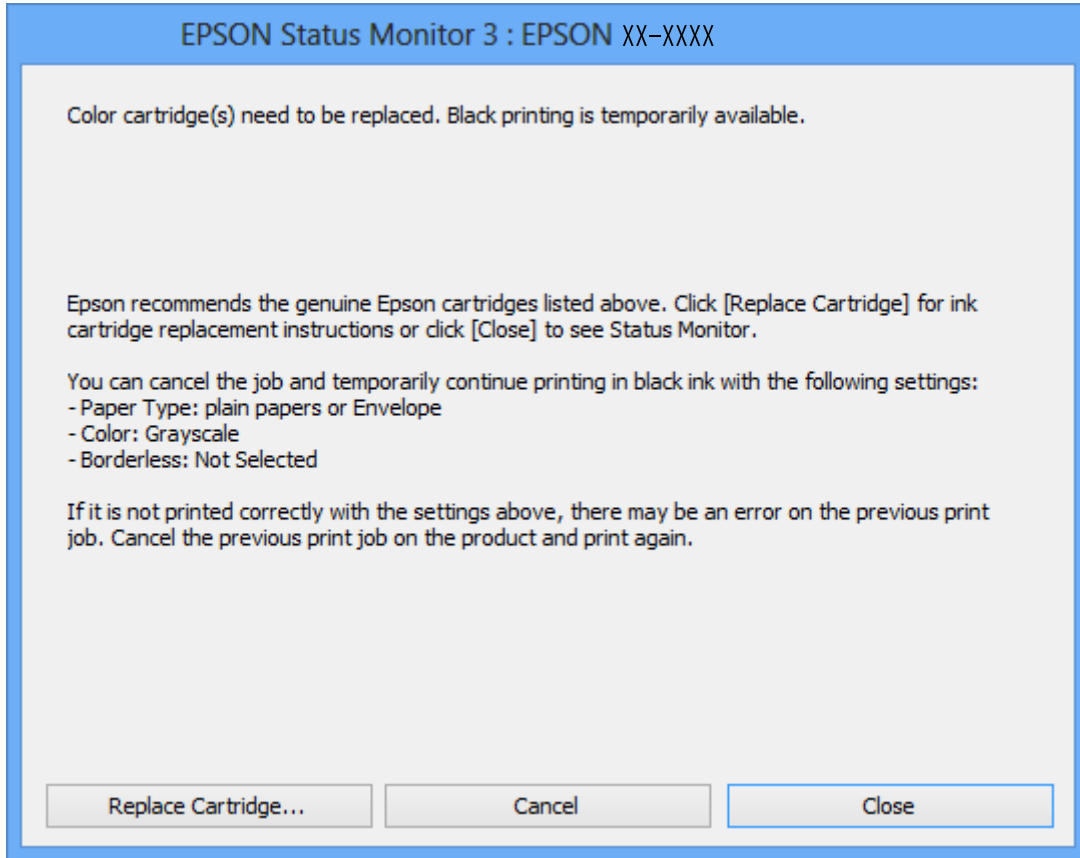 EPSON Status Monitor 3 : EPSON XX-XXXX
Color cartridge(s) need to be replaced. Black printing is temporarily available.
Epson recommends the genuine Epson cartridges listed above. Click [Replace Cartridge] for ink
cartridge replacement instructions or click [Close] to see Status Monitor.
You can cancel the job and temporarily continue printing in black ink with the following settings:
- Paper Type: plain papers or Envelope
- Color: Grayscale
- Borderless: Not Selected
If it is not printed correctly with the settings above, there may be an error on the previous print
job. Cancel the previous print job on the product and print again.
Replace Cartridge... Cancel Close